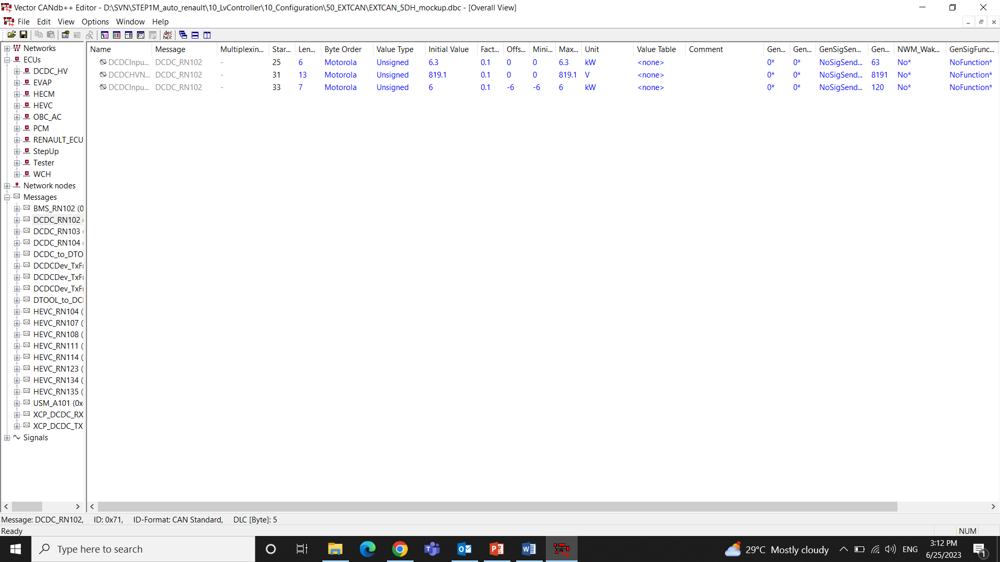 Vector CANdb++ Editor - D:\SVN\STEP1M_auto_renault\10_LvController\10_Configuration\50_EXTCAN\EXTCAN_5DH_mockup.dbc - [Overall View]
File Edit View Options Window Help
dec
hex
Networks
ECUs
DCDC_HV
EVAP
HECM
HEVC
OBC_AC
PCM
RENAULT_ECU
StepUp
Tester
WCH
Network nodes
Messages
BMS_RN102 (0
DCDC_RN102 (
DCDC_RN103 (
DCDC_RN104 (
DCDC_to_DTO
DCDCDev_TxFr
DCDCDev_TxFr
DCDCDev_TxFr
DTOOL_to_DCI
HEVC_RN104 (
HEVC_RN107 (
HEVC_RN108 (
HEVC_RN111 (
HEVC_RN114 (
HEVC_RN123 (
HEVC_RN134 (
HEVC_RN135 (
USM_A101 (0x
XCP_DCDC_RX
XCP_DCDC_TX
Signals
Name Message Multiplexin... Star... Len... Byte Order Value Type Initial Value Fact... Offs... Mini... Max... Unit Value Table Comment Gen... Gen... GenSigSen... Gen... NWM_Wak... GenSigFunc...
DCDCInpu... DCDC_RN102 - 25 6 Motorola Unsigned 6.3 0.1 0 0 6.3 kW <none> 0* 0* NoSigSend... 63 No* NoFunction*
DCDCHVN... DCDC_RN102 - 31 13 Motorola Unsigned 819.1 0.1 0 0 819.1 V <none> 0* 0* NoSigSend... 8191 No* NoFunction*
DCDCInpu... DCDC_RN102 - 33 7 Motorola Unsigned 6 0.1 -6 -6 6 kW <none> 0* 0* NoSigSend... 120 No* NoFunction*
Message: DCDC_RN102, ID: 0x71, ID-Format: CAN Standard, DLC [Byte]: 5
Ready
NUM
Type here to search
29°C Mostly cloudy
ENG
3:12 PM
6/25/2023
1